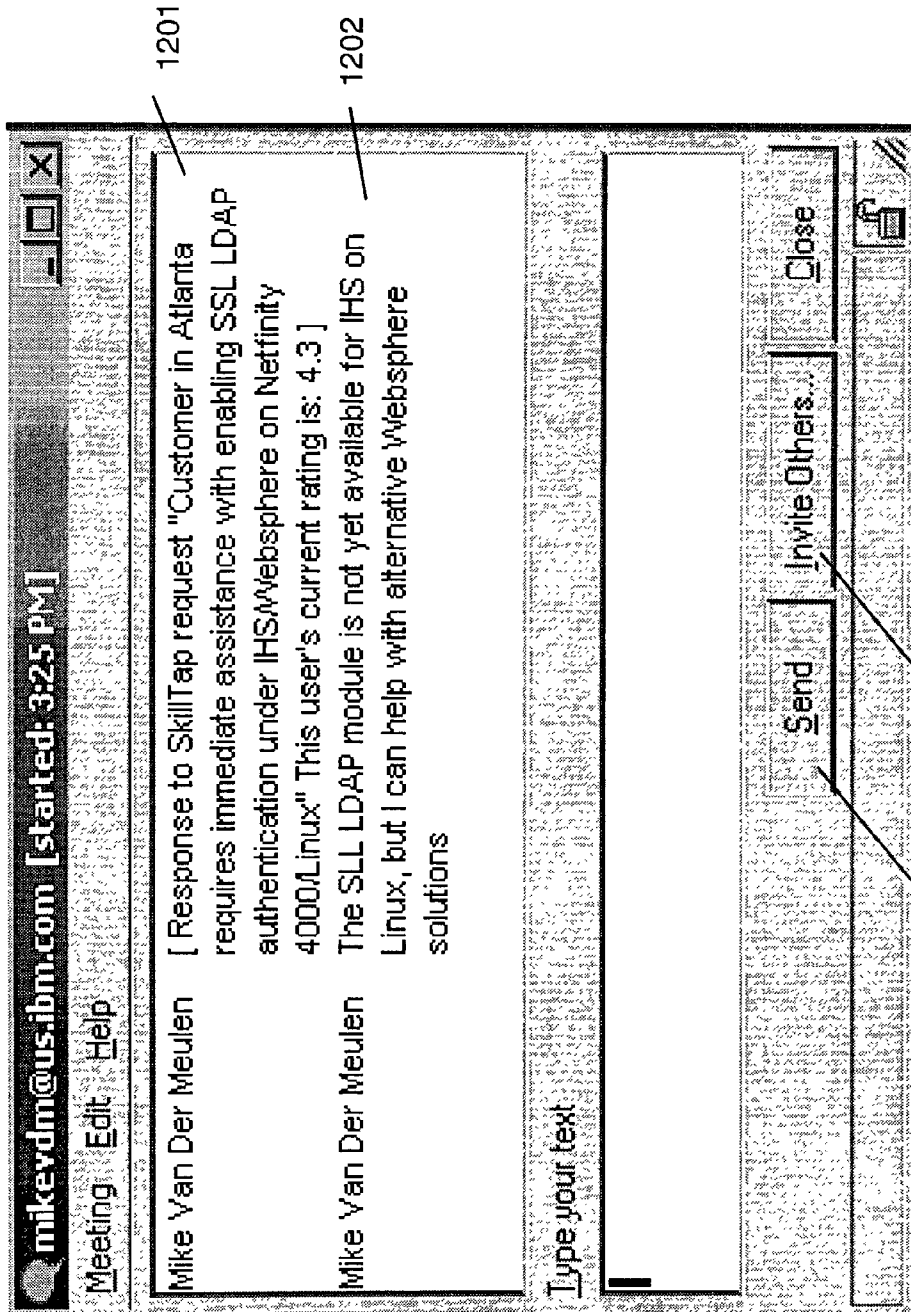 mikevdm@us.ibm.com [started: 3:25 PM]
Meeting Edit Help
Mike Van Der Meulen [Response to SkillTap request "Customer in Atlanta
requires immediate assistance with enabling SSL LDAP
authentication under IHS/Websphere on Netfinity
4000/Linux" This user's current rating is: 4.3 ]
Mike Van Der Meulen The SLL LDAP module is not yet available for IHS on
Linux, but I can help with alternative Websphere
solutions
1201
1202
Type your text
Send Invite Others... Close